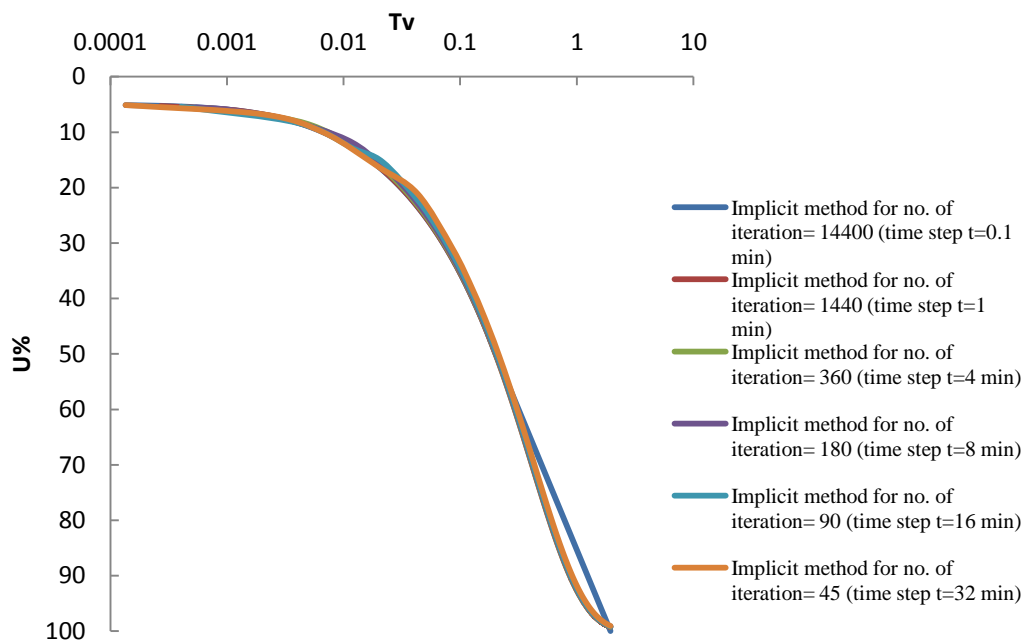 Tv
0.0001 0.001 0.01 0.1 1 10
0
10
20
30
40
50
60
70
80
90
100
U%
Implicit method for no. of
iteration= 14400 (time step t=0.1
min)
Implicit method for no. of
iteration= 1440 (time step t=1
min)
Implicit method for no. of
iteration= 360 (time step t=4 min)
Implicit method for no. of
iteration= 180 (time step t=8 min)
Implicit method for no. of
iteration= 90 (time step t=16 min)
Implicit method for no. of
iteration= 45 (time step t=32 min)